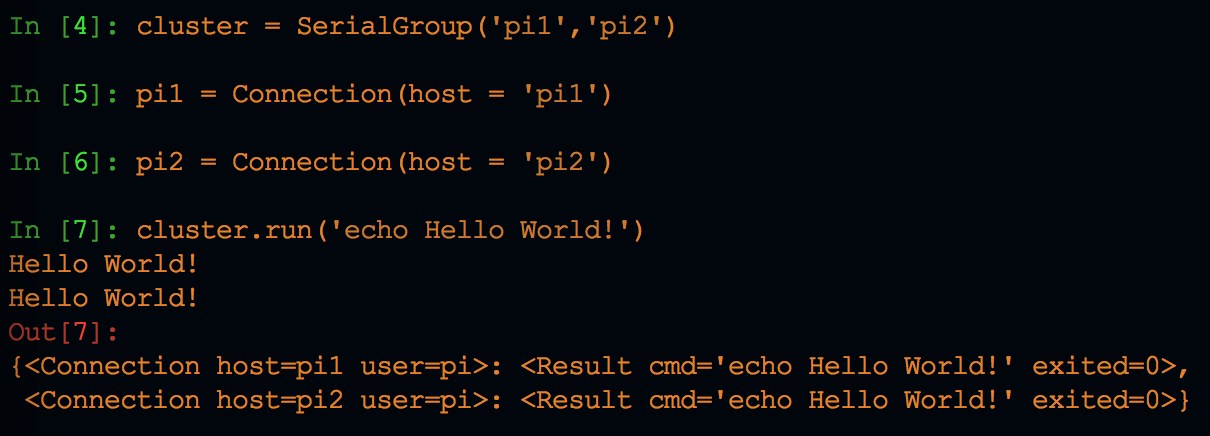 In [4]: cluster = SerialGroup('pi1','pi2')
In [5]: pi1 = Connection(host = 'pi1')
In [6]: pi2 = Connection(host = 'pi2')
In [7]: cluster.run('echo Hello World!')
Hello World!
Hello World!
Out[7]:
{<Connection host=pi1 user=pi>: <Result cmd='echo Hello World!' exited=0>,
 <Connection host=pi2 user=pi>: <Result cmd='echo Hello World!' exited=0>}